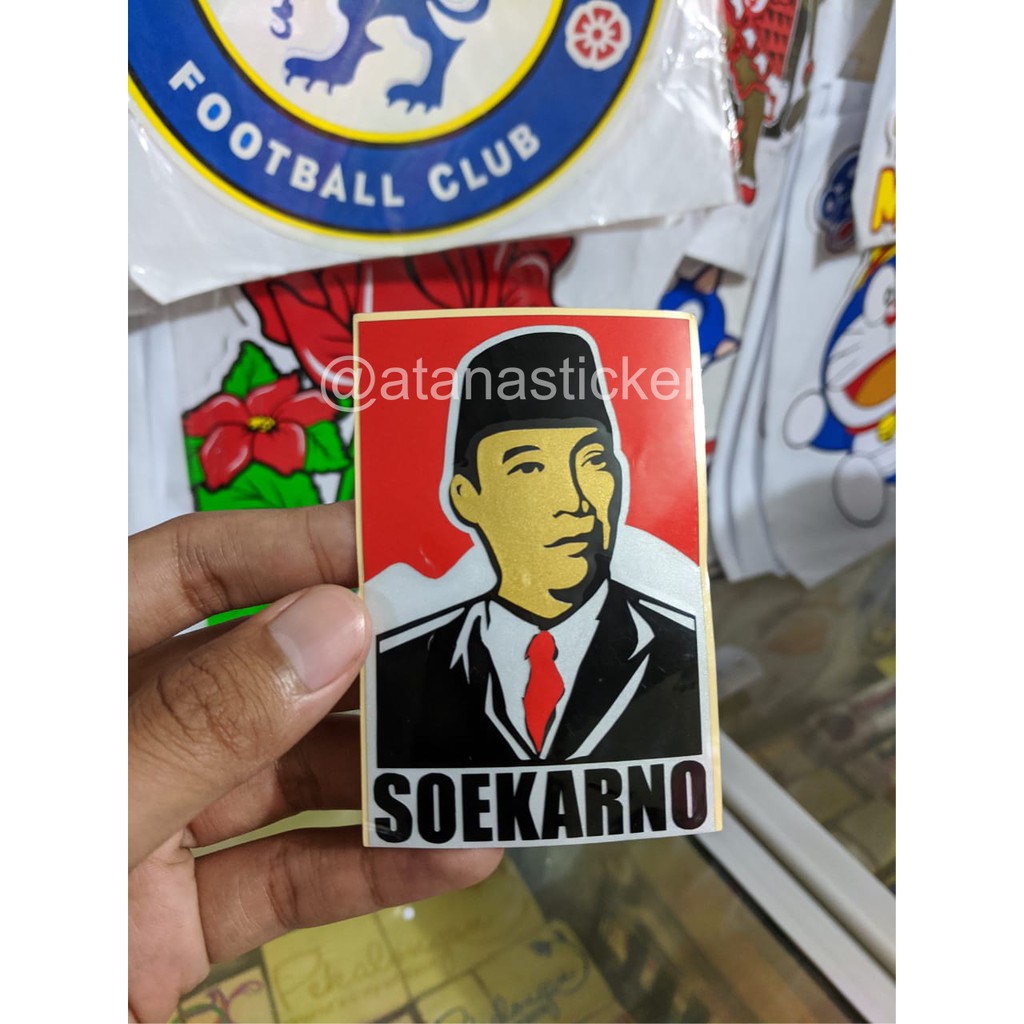 FOOTBALL CLUB
@atanasticker
SOEKARNO